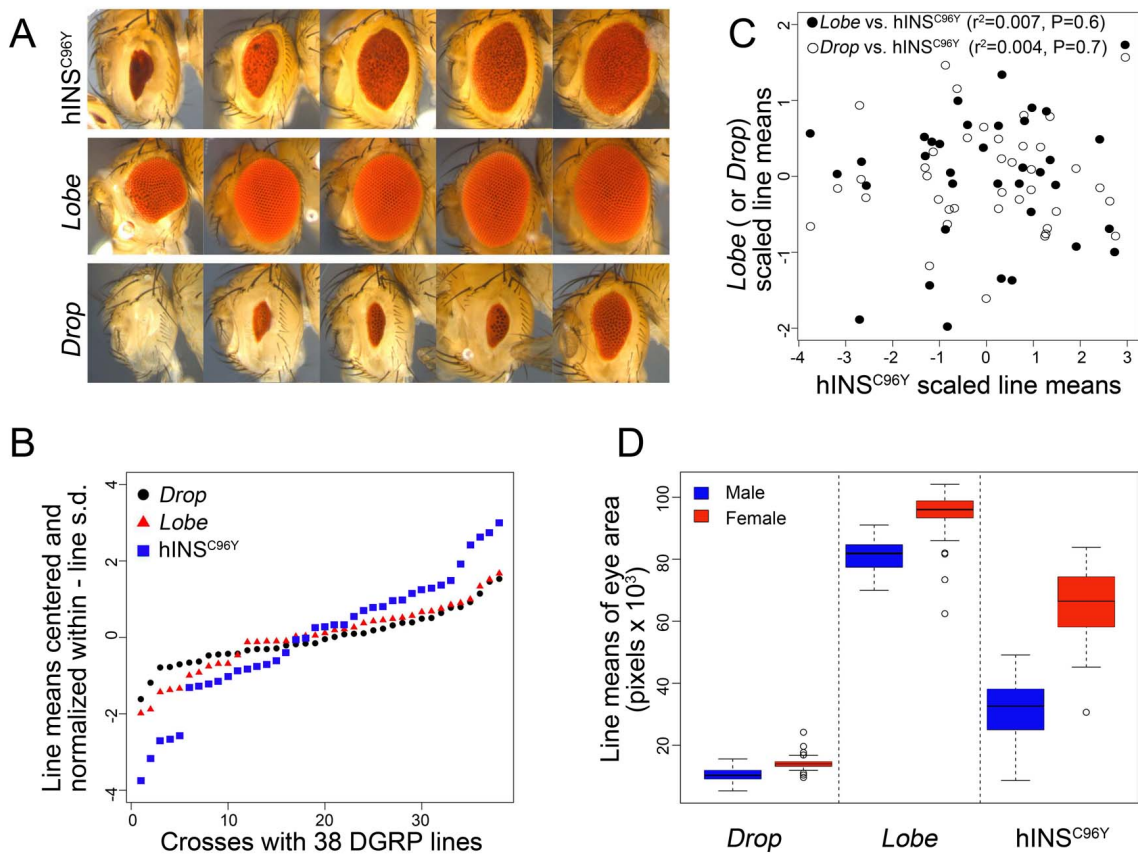 A
hINS^C96Y
Lobe
Drop
B
Line means centered and
normalized within - line s.d.
4
2
0
-2
-4
Drop
Lobe
hINS^C96Y
0
10
20
30
Crosses with 38 DGRP lines
C
Lobe ( or Drop)
scaled line means
2
1
0
1
-2
Lobe vs. hINS^C96Y (r²=0.007, P=0.6)
Drop vs. hINS^C96Y (r²=0.004, P=0.7)
-4 -3 -2 -1 0 1 2 3
hINS^C96Y scaled line means
D
Line means of eye area
(pixels x 10³)
100
80
60
40
20
Male
Female
Drop
Lobe
hINS^C96Y